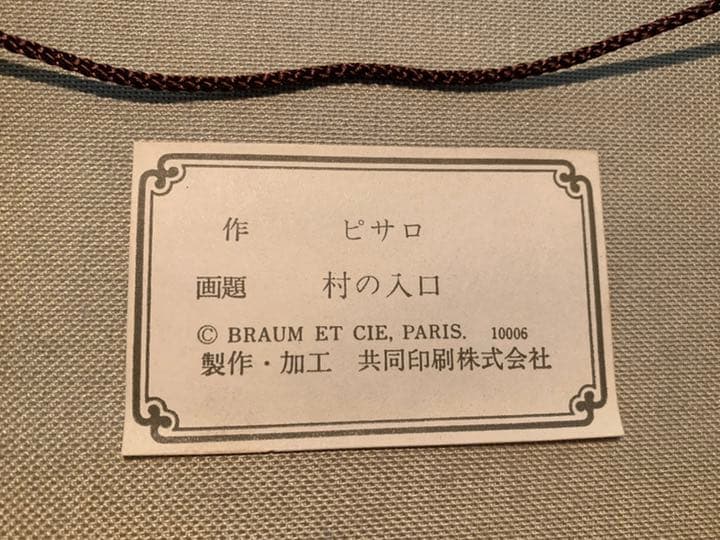 作 ピサロ
画題 村の入口
© BRAUM ET CIE, PARIS. 10006
製作・加工 共同印刷株式会社